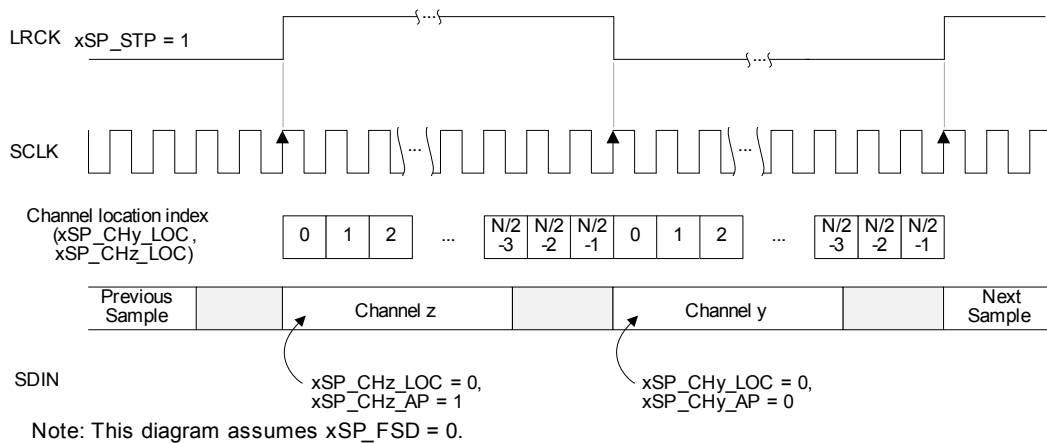 LRCK xSP_STP = 1
...
...
SCLK
...
...
Channel location index
(xSP_CHy_LOC,
xSP_CHz_LOC)
0 1 2 ... N/2 -3 N/2 -2 N/2 -1 0 1 2 ... N/2 -3 N/2 -2 N/2 -1
Previous Sample Channel z Channel y Next Sample
SDIN
xSP_CHz_LOC = 0,
xSP_CHz_AP = 1
xSP_CHy_LOC = 0,
xSP_CHy_AP = 0
Note: This diagram assumes xSP_FSD = 0.